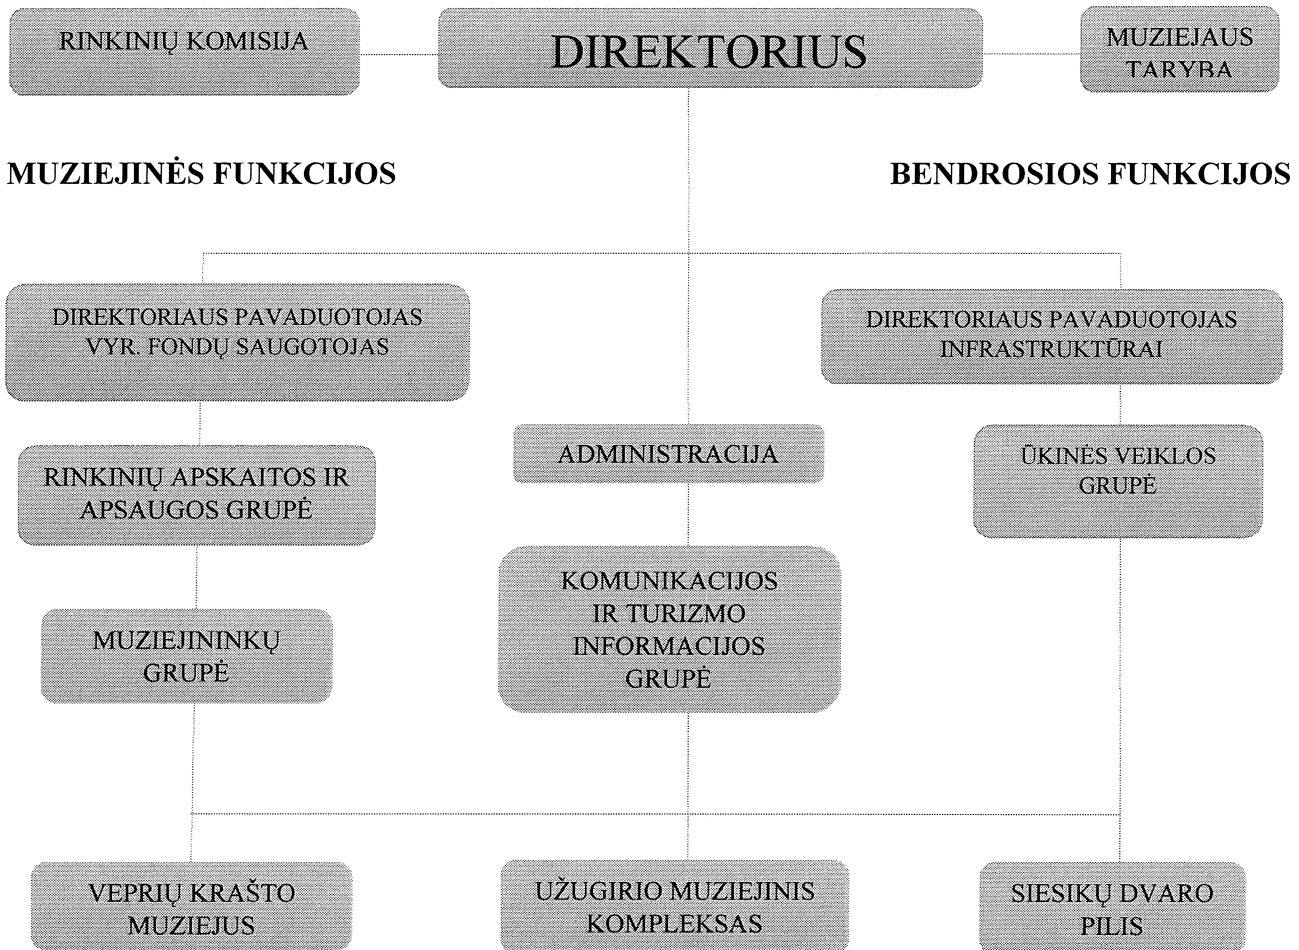 RINKINIŲ KOMISIJA
DIREKTORIUS
MUZIEJAUS
TARYBA
MUZIEJINĖS FUNKCIJOS
BENDROSIOS FUNKCIJOS
DIREKTORIAUS PAVADUOTOJAS
VYR. FONDŲ SAUGOTOJAS
DIREKTORIAUS PAVADUOTOJAS
INFRASTRUKTŪRAI
RINKINIŲ APSKAITOS IR
APSAUGOS GRUPĖ
ADMINISTRACIJA
ŪKINĖS VEIKLOS
GRUPĖ
MUZIEJININKŲ
GRUPĖ
KOMUNIKACIJOS
IR TURIZMO
INFORMACIJOS
GRUPĖ
VEPRIŲ KRAŠTO
MUZIEJUS
UŽUGIRIO MUZIEJINIS
KOMPLEKSAS
SIESIKŲ DVARO
PILIS